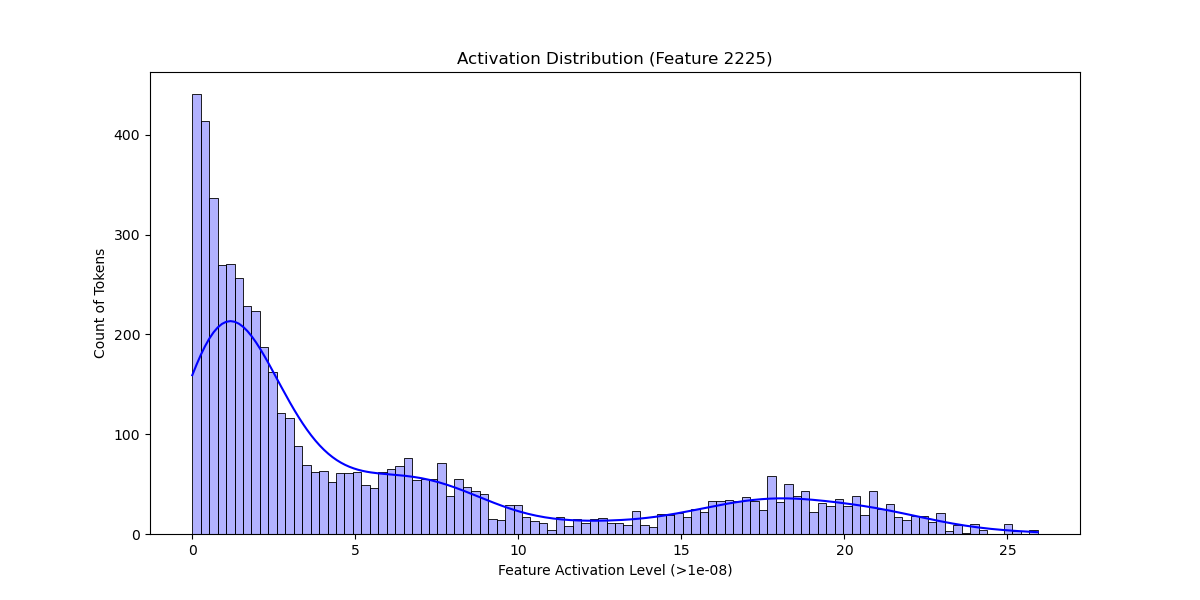 Activation Distribution (Feature 2225)
Count of Tokens
400
300
200
100
0
0 5 10 15 20 25
Feature Activation Level (>1e-08)